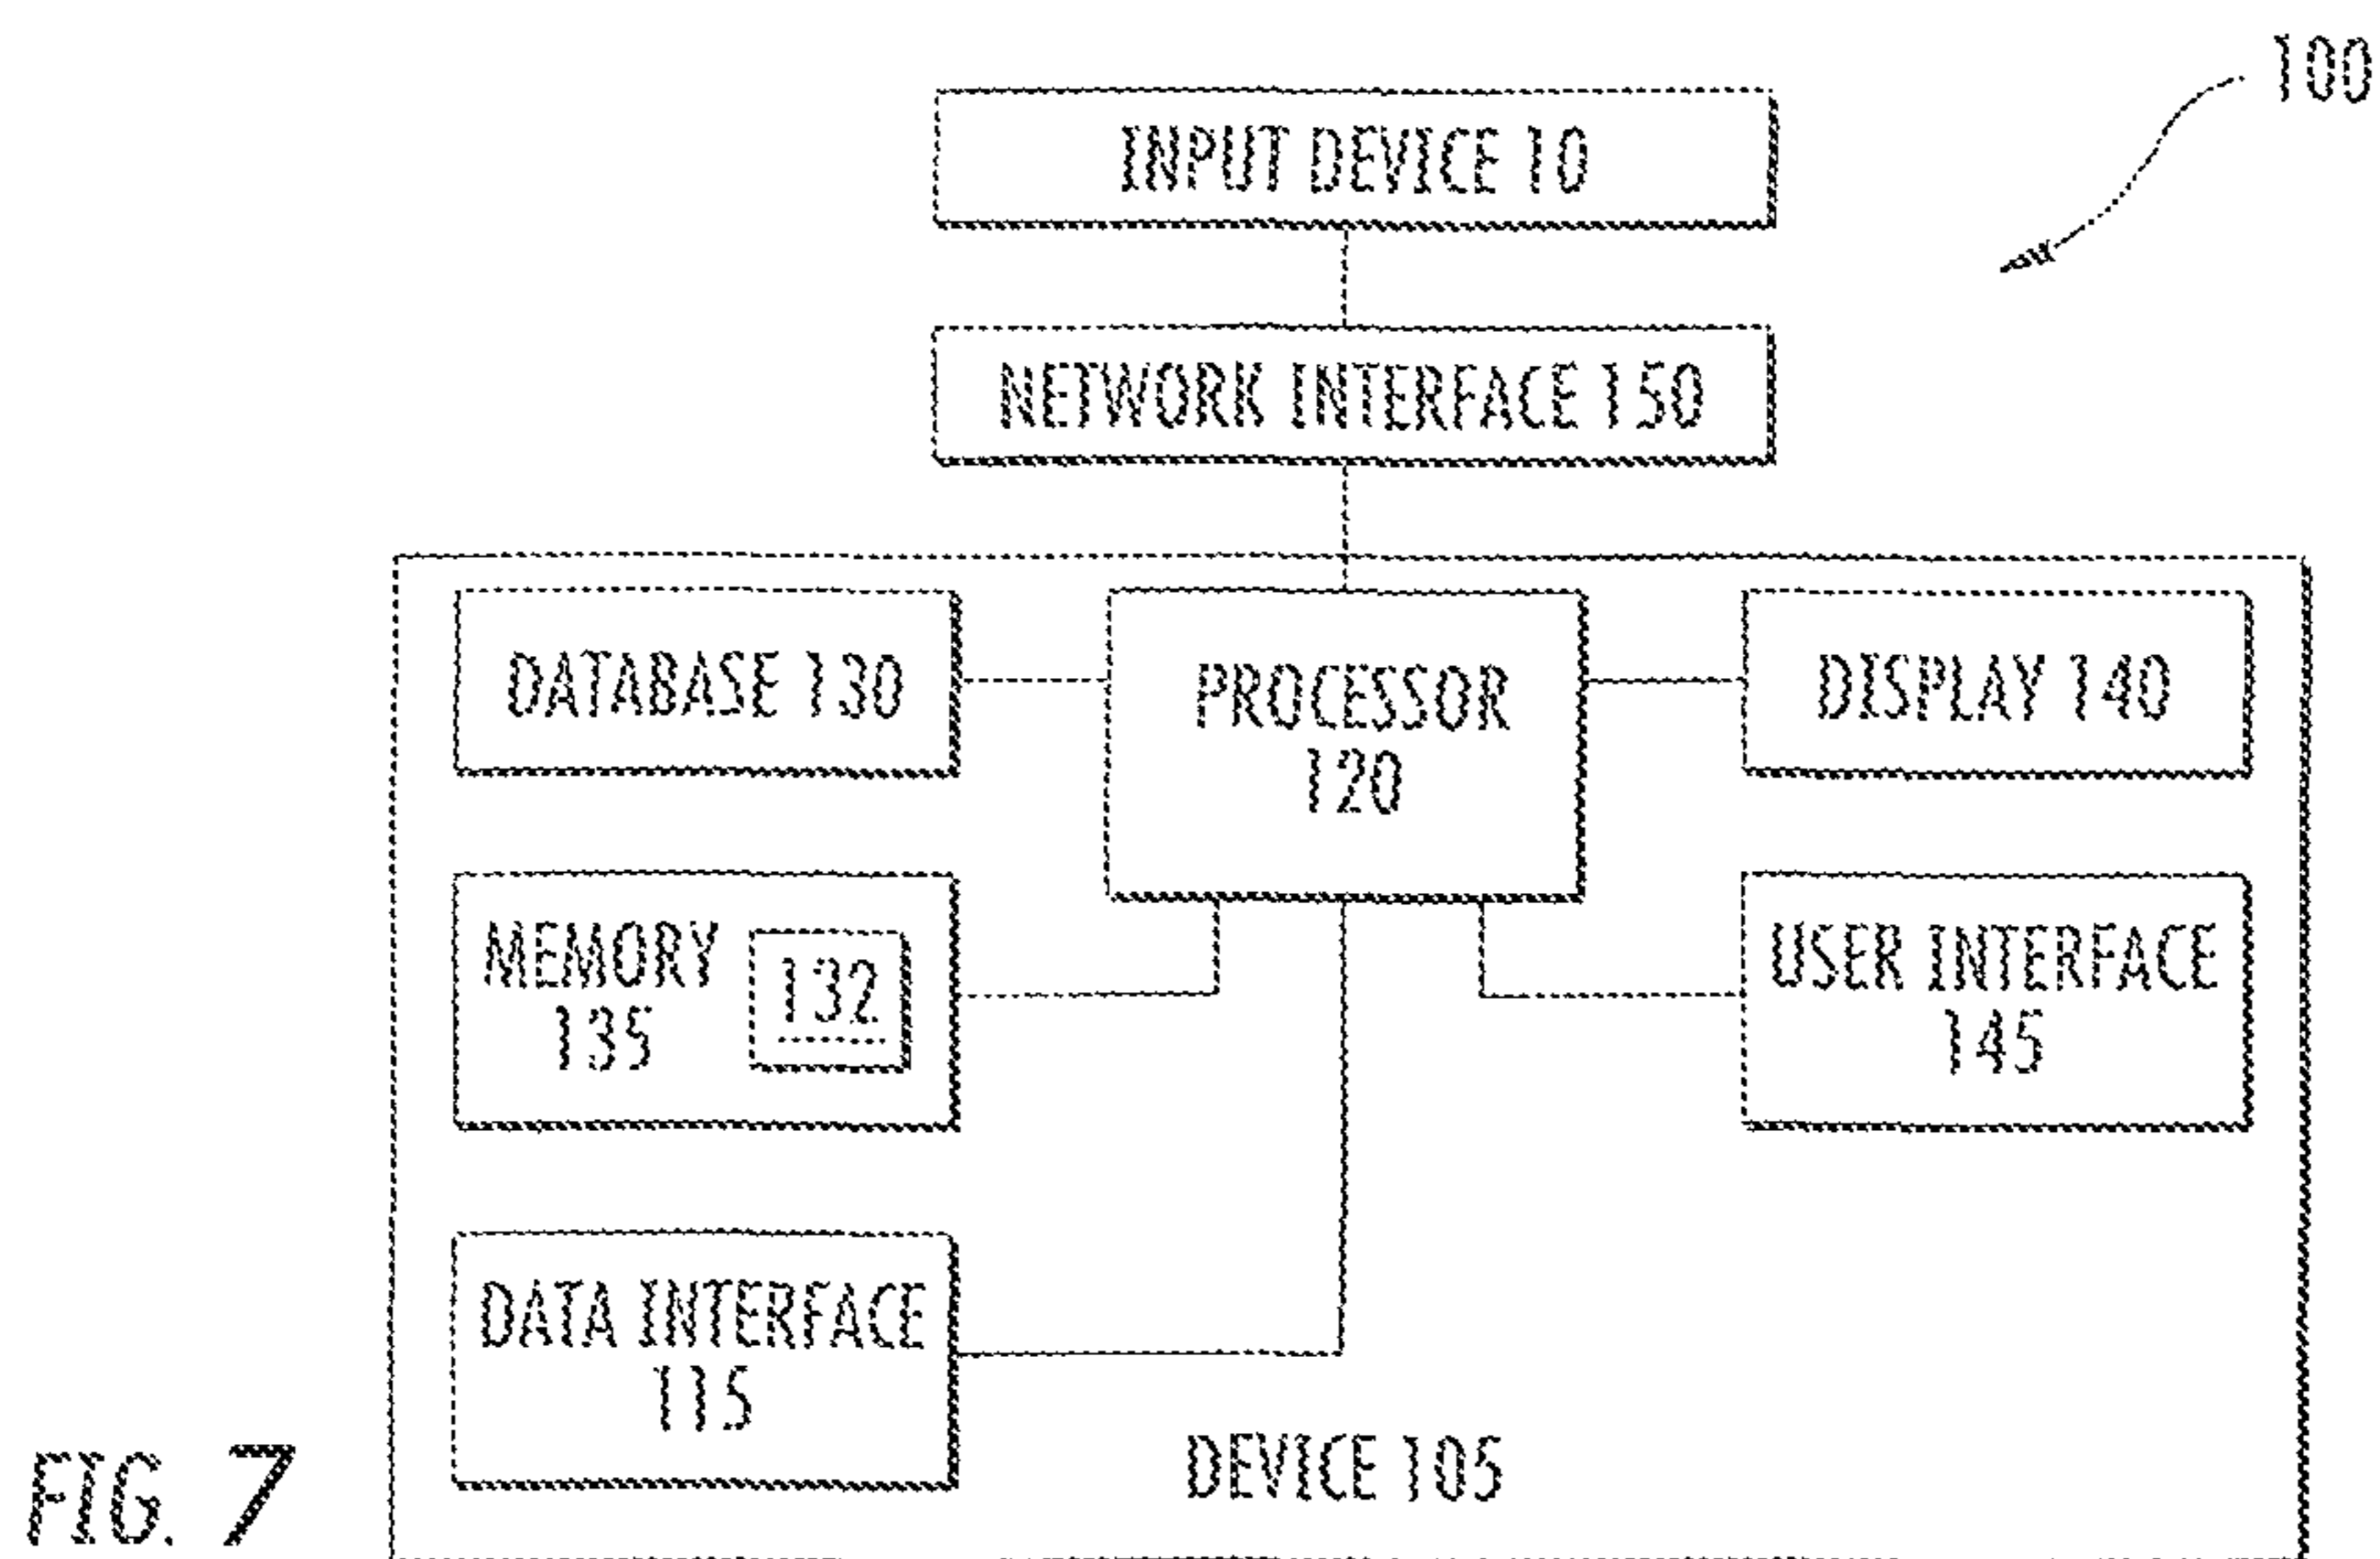 100
INPUT DEVICE 10
NETWORK INTERFACE 150
DATABASE 130
PROCESSOR
120
DISPLAY 140
MEMORY
135
132
USER INTERFACE
145
DATA INTERFACE
115
DEVICE 105
FIG. 7